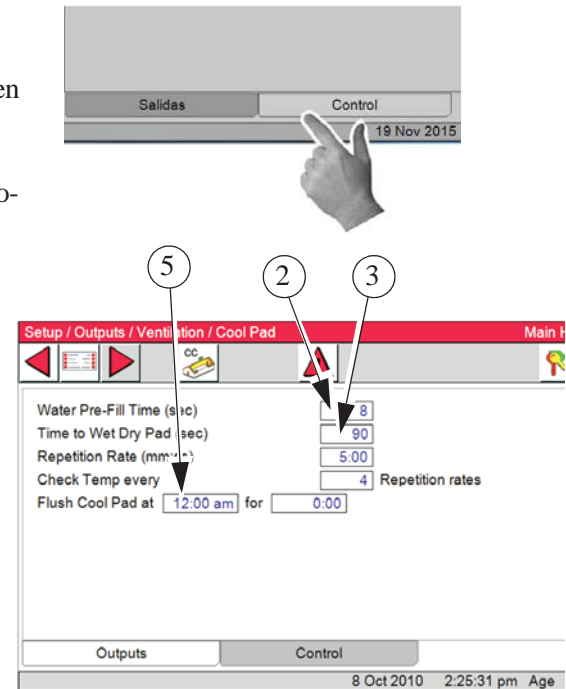 en
Salidas Control
19 Nov 2015
o-
5 2 3
Setup / Outputs / Ventilation / Cool Pad Main H
CC
Water Pre-Fill Time (sec) 8
Time to Wet Dry Pad (sec) 90
Repetition Rate (mm:ss) 5:00
Check Temp every 4 Repetition rates
Flush Cool Pad at 12:00 am for 0:00
Outputs Control
8 Oct 2010 2:25:31 pm Age